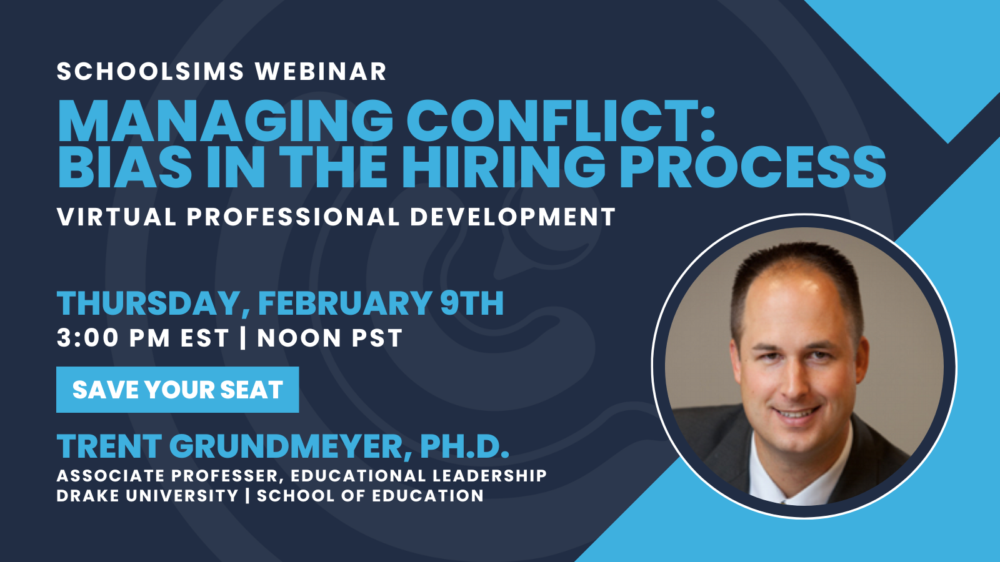 SCHOOLSIMS WEBINAR
MANAGING CONFLICT:
BIAS IN THE HIRING PROCESS
VIRTUAL PROFESSIONAL DEVELOPMENT
THURSDAY, FEBRUARY 9TH
3:00 PM EST | NOON PST
SAVE YOUR SEAT
TRENT GRUNDMEYER, PH.D.
ASSOCIATE PROFESSER, EDUCATIONAL LEADERSHIP
DRAKE UNIVERSITY | SCHOOL OF EDUCATION